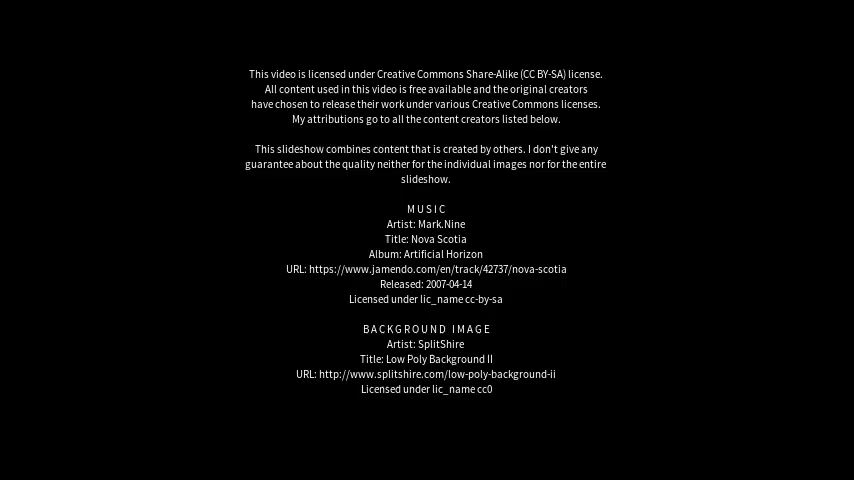 This video is licensed under Creative Commons Share-Alike (CC BY-SA) license.
All content used in this video is free available and the original creators
have chosen to release their work under various Creative Commons licenses.
My attributions go to all the content creators listed below.
This slideshow combines content that is created by others. I don't give any
guarantee about the quality neither for the individual images nor for the entire
slideshow.
MUSIC
Artist: Mark.Nine
Title: Nova Scotia
Album: Artificial Horizon
URL: https://www.jamendo.com/en/track/42737/nova-scotia
Released: 2007-04-14
Licensed under lic_name cc-by-sa
BACKGROUND IMAGE
Artist: SplitShire
Title: Low Poly Background II
URL: http://www.splitshire.com/low-poly-background-ii
Licensed under lic_name cc0